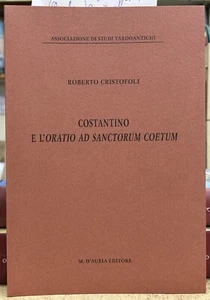 ASSOCIAZIONE DI STUDI TARDOANTICHI
ROBERTO CRISTOFOLI
COSTANTINO
E L'ORATIO AD SANCTORUM COETUM
M. D'AURIA EDITORE